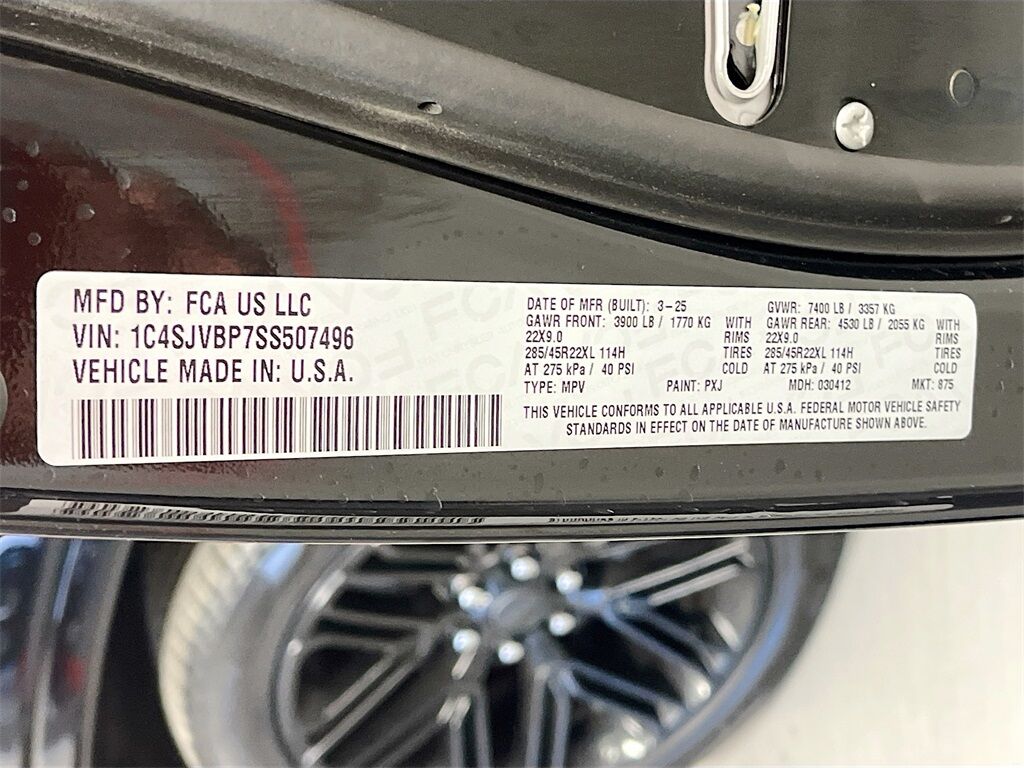 MFD BY: FCA US LLC
VIN: 1C4SJVBP7SS507496
VEHICLE MADE IN: U.S.A.
DATE OF MFR (BUILT): 3-25
GAWR FRONT: 3900 LB / 1770 KG WITH
22X9.0 RIMS
285/45R22XL 114H TIRES
AT 275 kPa / 40 PSI COLD
TYPE: MPV PAINT: PXJ
GVWR: 7400 LB / 3357 KG
GAWR REAR: 4530 LB / 2055 KG WITH
22X9.0 RIMS
285/45R22XL 114H TIRES
AT 275 kPa / 40 PSI COLD
MDH: 030412 MKT: 875
THIS VEHICLE CONFORMS TO ALL APPLICABLE U.S.A. FEDERAL MOTOR VEHICLE SAFETY
STANDARDS IN EFFECT ON THE DATE OF MANUFACTURE SHOWN ABOVE.